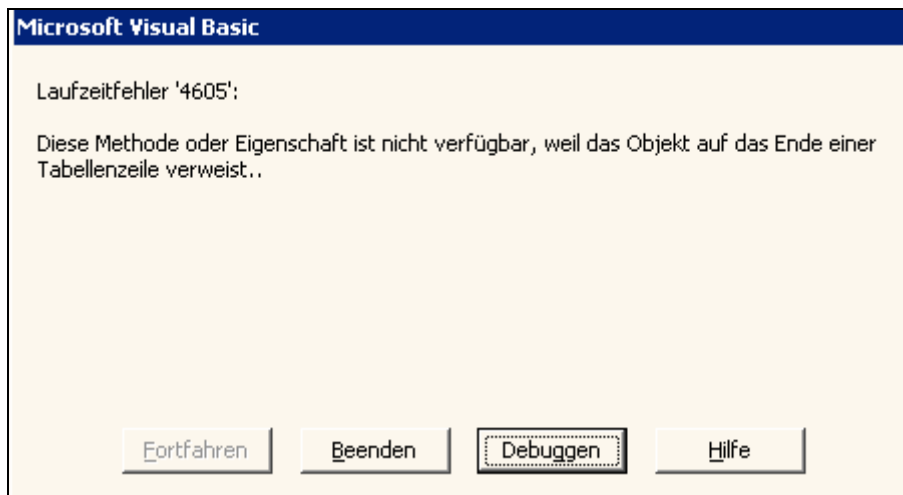 Microsoft Visual Basic
Laufzeitfehler '4605':
Diese Methode oder Eigenschaft ist nicht verfügbar, weil das Objekt auf das Ende einer
Tabellenzeile verweist..
Fortfahren Beenden Debuggen Hilfe